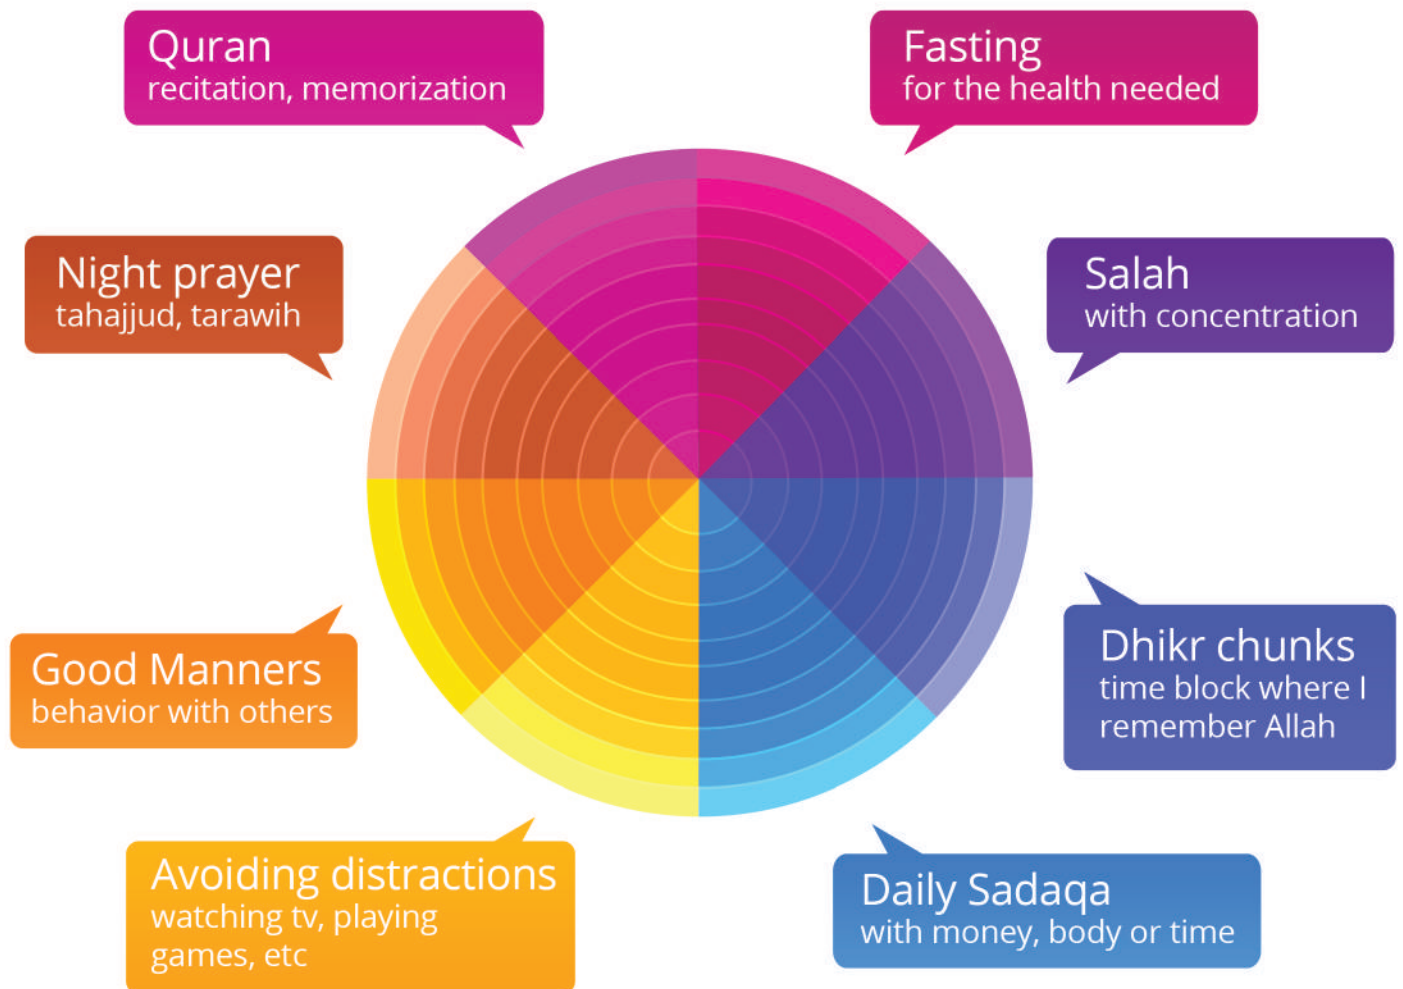 Quran
recitation, memorization
Fasting
for the health needed
Night prayer
tahajjud, tarawih
Salah
with concentration
Good Manners
behavior with others
Dhikr chunks
time block where I
remember Allah
Avoiding distractions
watching tv, playing
games, etc
Daily Sadaqa
with money, body or time